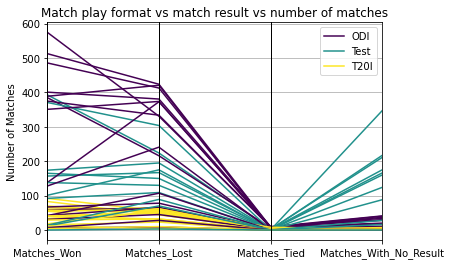 Match play format vs match result vs number of matches
600
500
400
300
200
100
0
Number of Matches
ODI
Test
T20I
Matches_Won Matches_Lost Matches_Tied Matches_With_No_Result